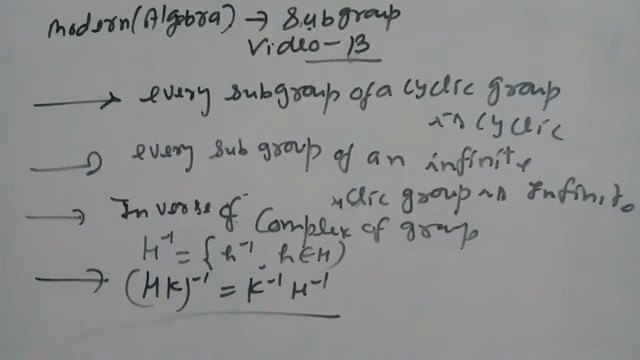 modern(Algebra) → Subgroup
Video-13
→ every subgroup of a cyclic group
is cyclic
→ every sub group of an infinite
cyclic group is Infinite
→ Inverse of Complex of group
H⁻¹ = {h⁻¹ h∈H)
→ (HK)⁻¹ = K⁻¹ H⁻¹